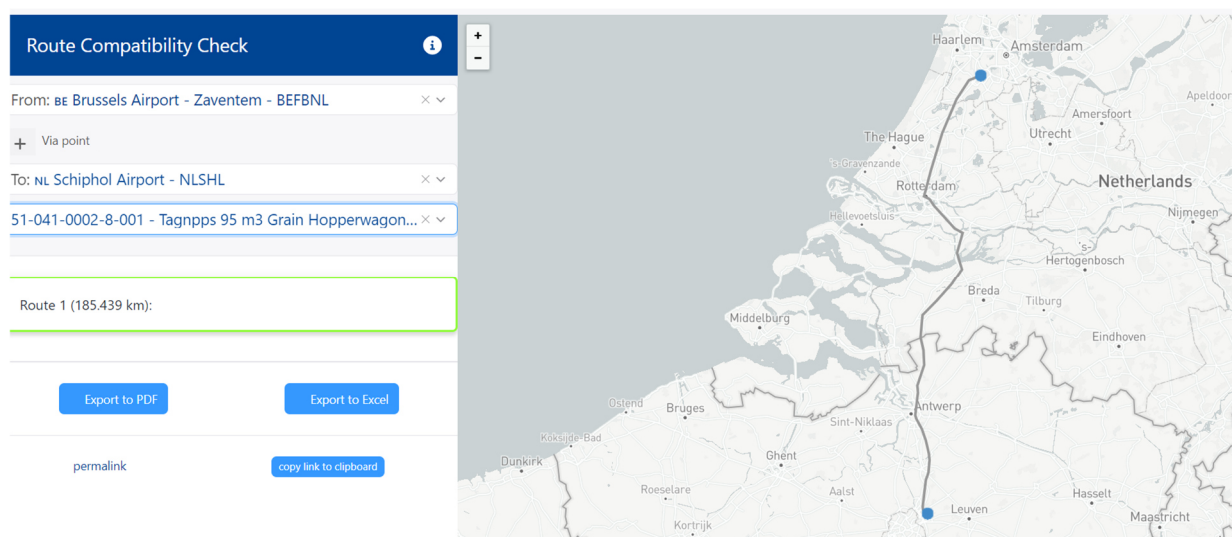 Route Compatibility Check
From: BE Brussels Airport - Zaventem - BEFBNL
+ Via point
To: NL Schiphol Airport - NLSHL
51-041-0002-8-001 - Tagnpps 95 m3 Grain Hopperwagon...
Route 1 (185.439 km):
Export to PDF
Export to Excel
permalink
copy link to clipboard
+
-
Haarlem
Amsterdam
Apeldoor
Amersfoort
The Hague
Utrecht
's-Gravenzande
Rotterdam
Netherlands
Hellevoetsluis
Nijmegen
's-
Hertogenbosch
Breda
Tilburg
Middelburg
Eindhoven
Ostend
Bruges
Antwerp
Sint-Niklaas
Koksijde-Bad
Dunkirk
Ghent
Roeselare
Aalst
Leuven
Hasselt
Maastricht
Kortrijk